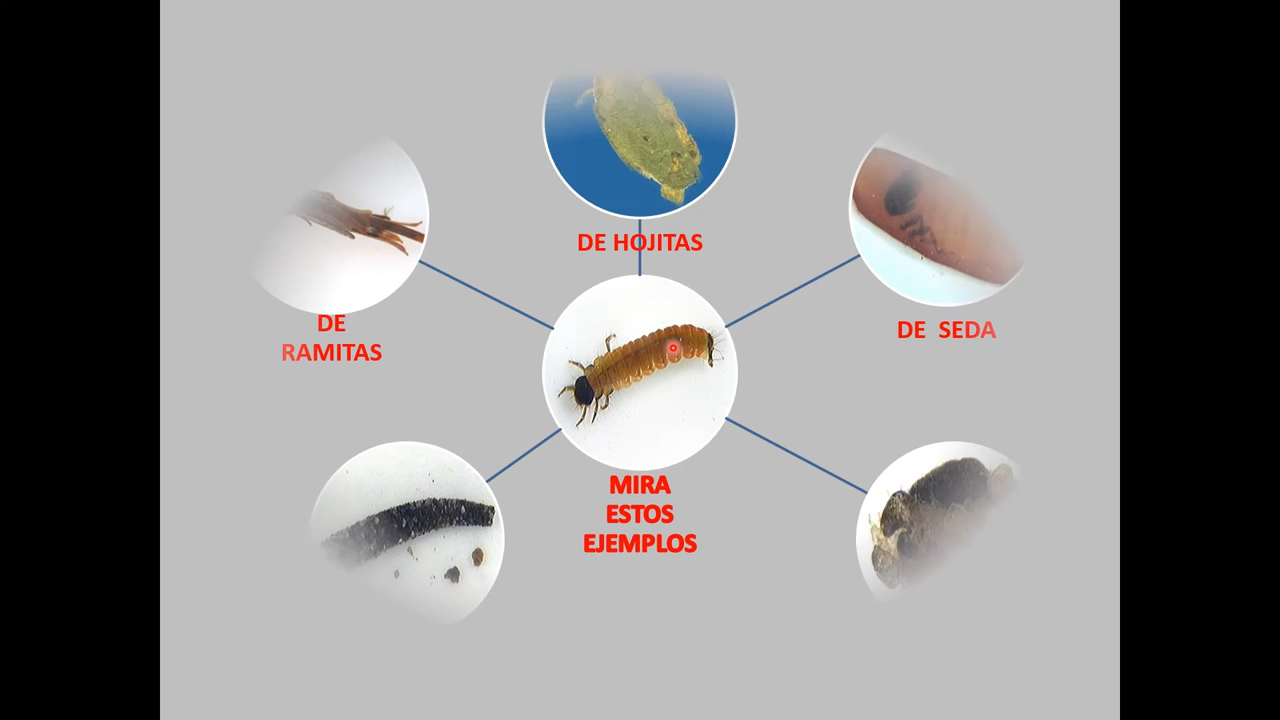 DE HOJITAS
DE
RAMITAS
DE  SEDA
MIRA
ESTOS
EJEMPLOS